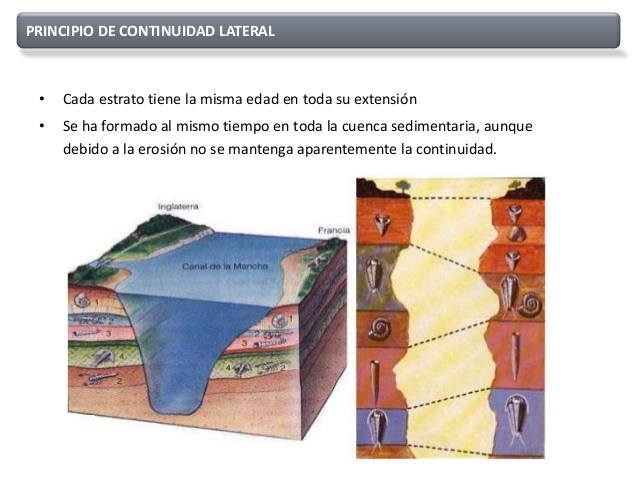 PRINCIPIO DE CONTINUIDAD LATERAL
• Cada estrato tiene la misma edad en toda su extensión
• Se ha formado al mismo tiempo en toda la cuenca sedimentaria, aunque
debido a la erosión no se mantenga aparentemente la continuidad.
Inglaterra
Francia
Canal de la Mancha
1
1
2
2
3
3
4
4
2
2